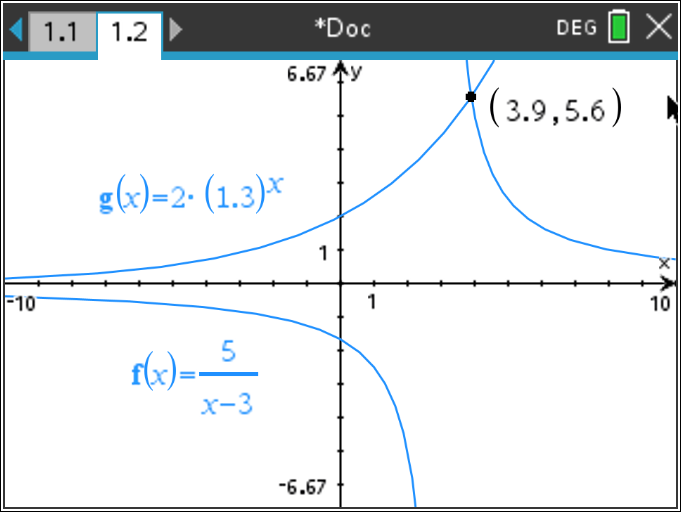 1.1 1.2 *Doc DEG
6.67 y
(3.9,5.6)
g(x)=2·(1.3)^x
1
x
-10 1 10
f(x)=5/(x−3)
-6.67